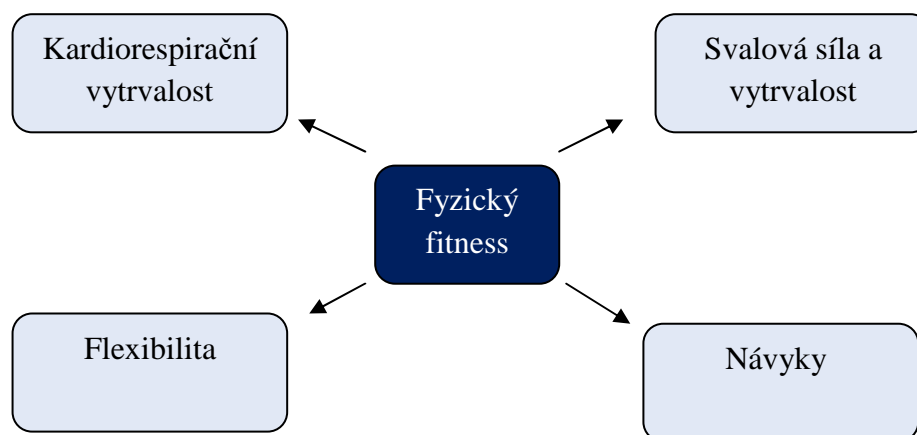 Kardiorespirační
vytrvalost
Svalová síla a
vytrvalost
Fyzický
fitness
Flexibilita
Návyky